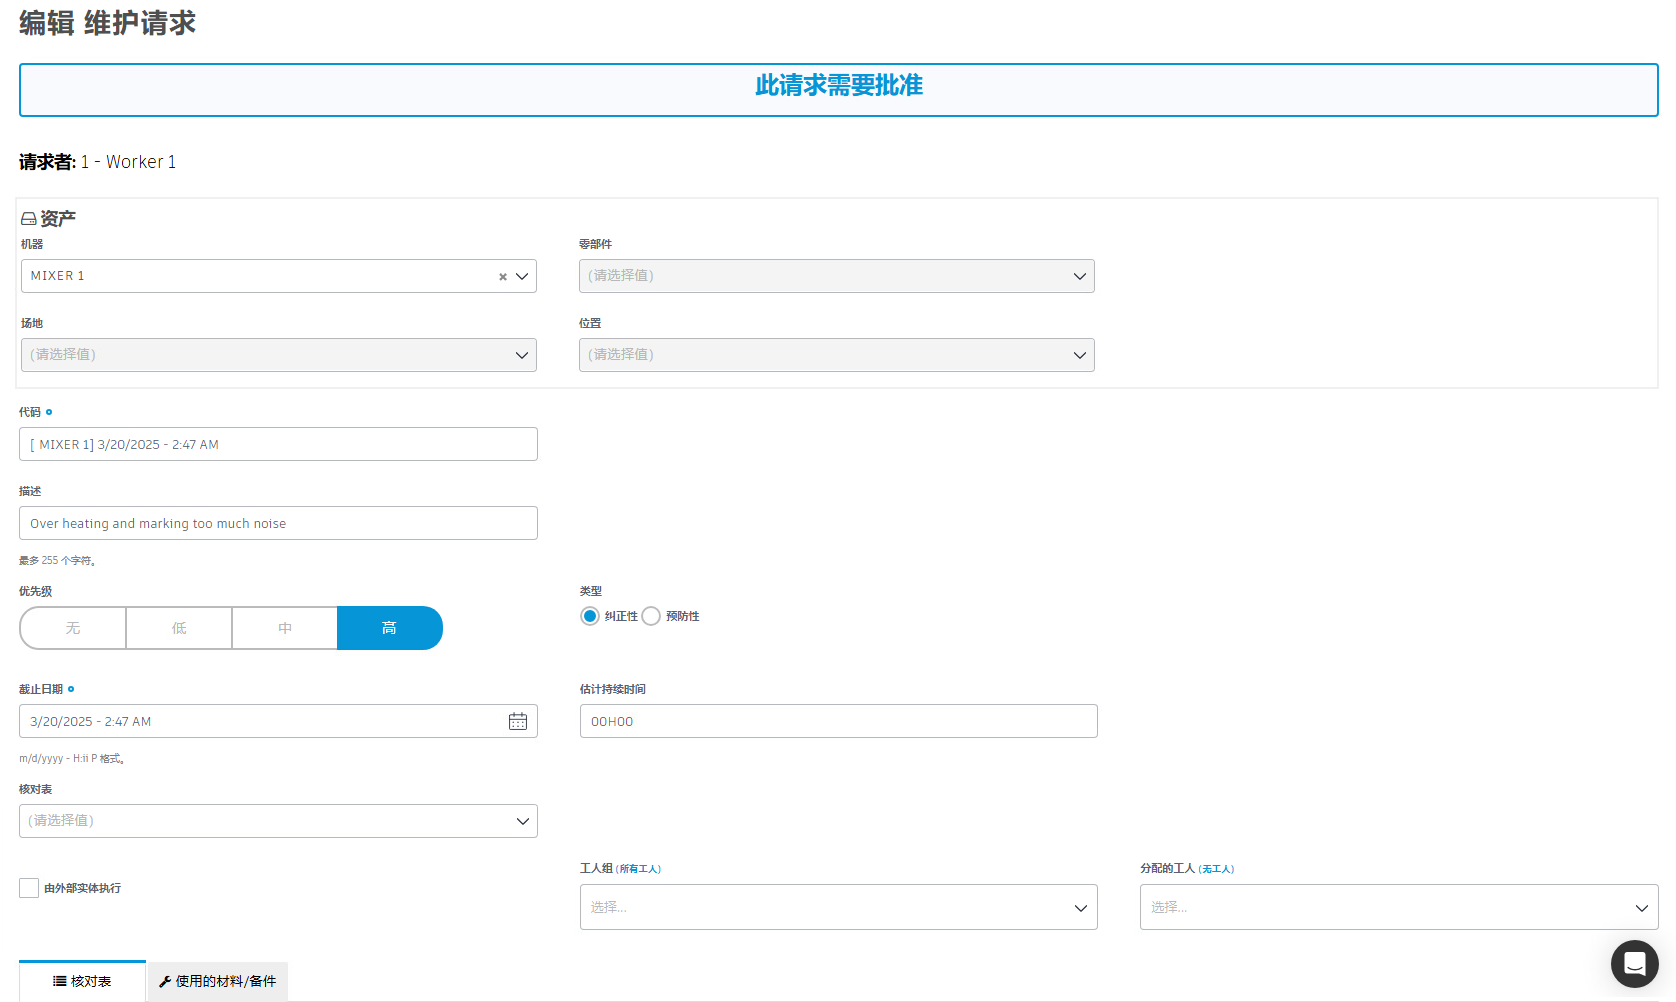 编辑 维护请求
此请求需要批准
请求者: 1 - Worker 1
资产
机器
零部件
MIXER 1
(请选择值)
场地
位置
(请选择值)
(请选择值)
代码
[ MIXER 1] 3/20/2025 - 2:47 AM
描述
Over heating and marking too much noise
最多 255 个字符。
优先级
类型
无
低
中
高
纠正性
预防性
截止日期
估计持续时间
3/20/2025 - 2:47 AM
00H00
m/d/yyyy - H:ii P 格式。
核对表
(请选择值)
工人组 (所有工人)
分配的工人 (无工人)
由外部实体执行
选择...
选择...
核对表
使用的材料/备件